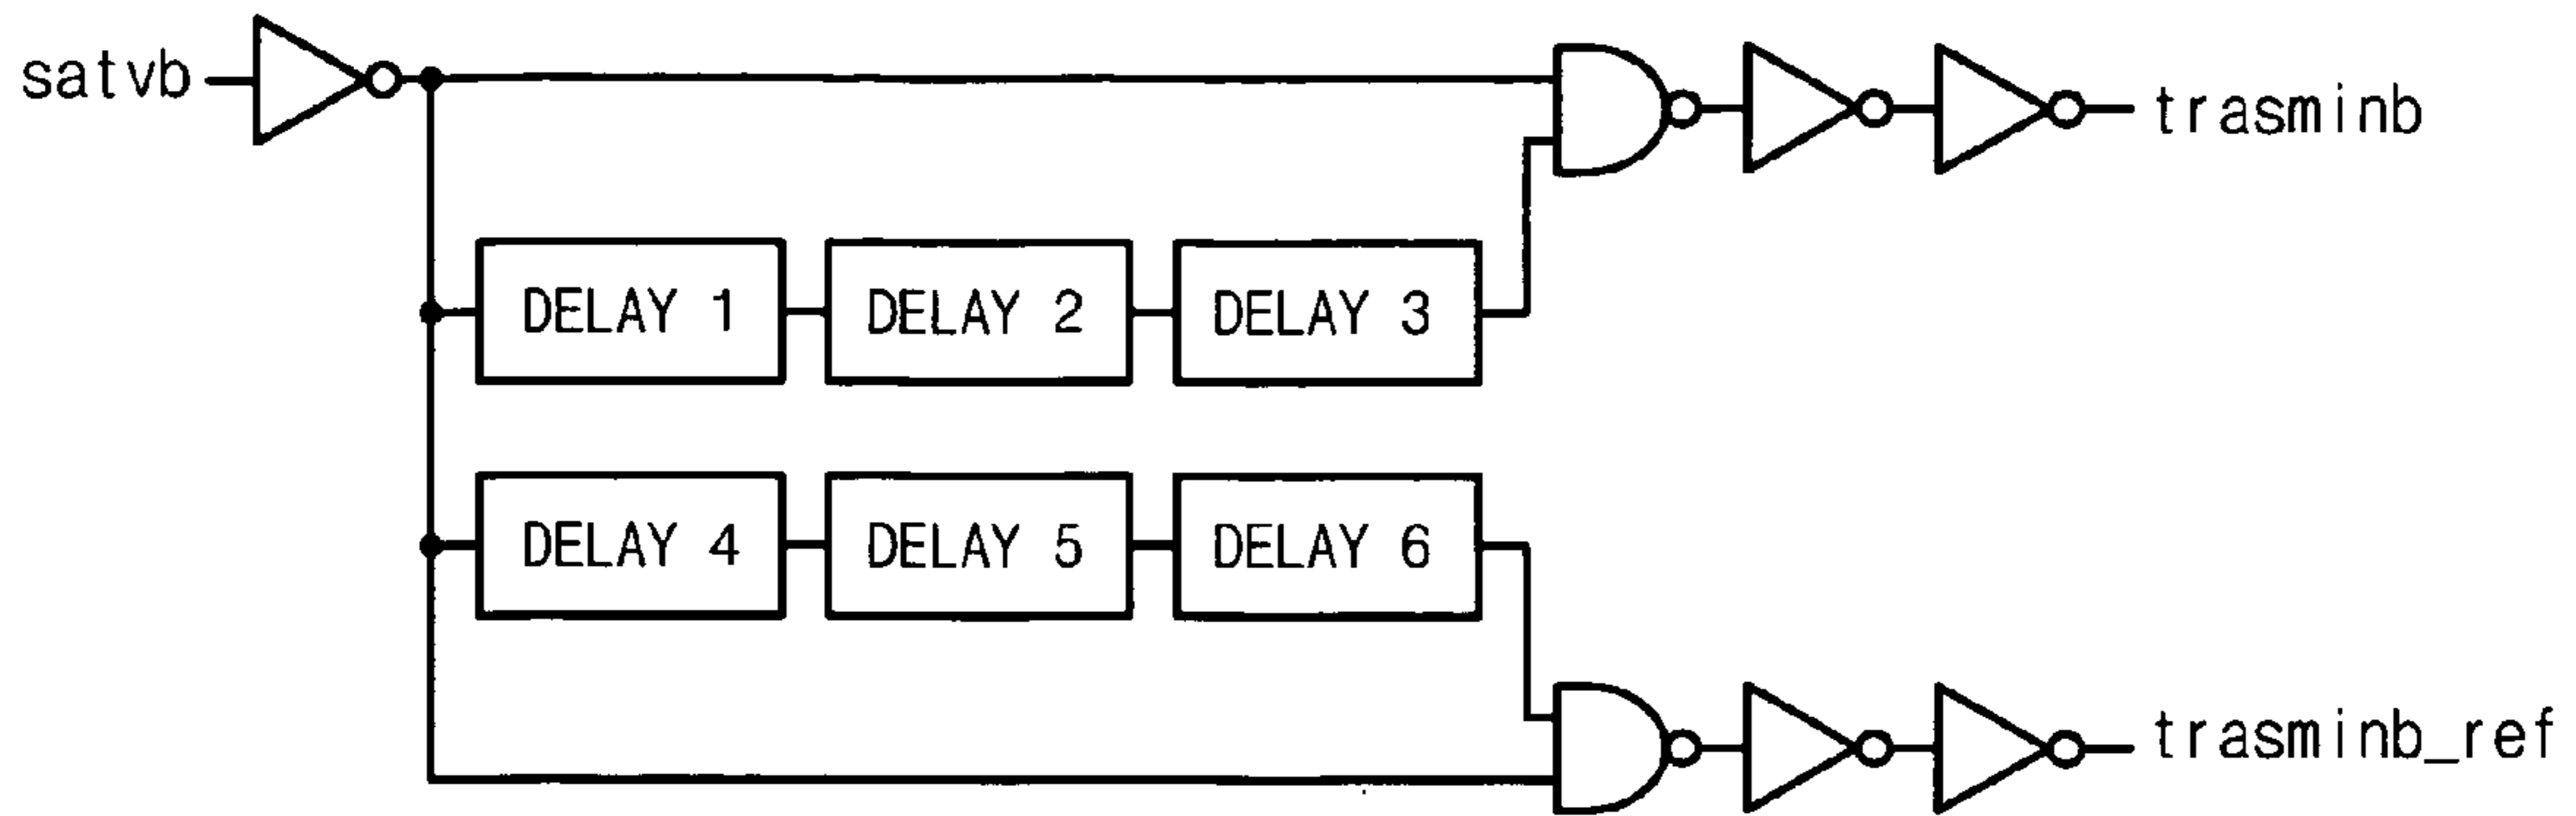 satvb
trasminb
DELAY 1
DELAY 2
DELAY 3
DELAY 4
DELAY 5
DELAY 6
trasminb_ref